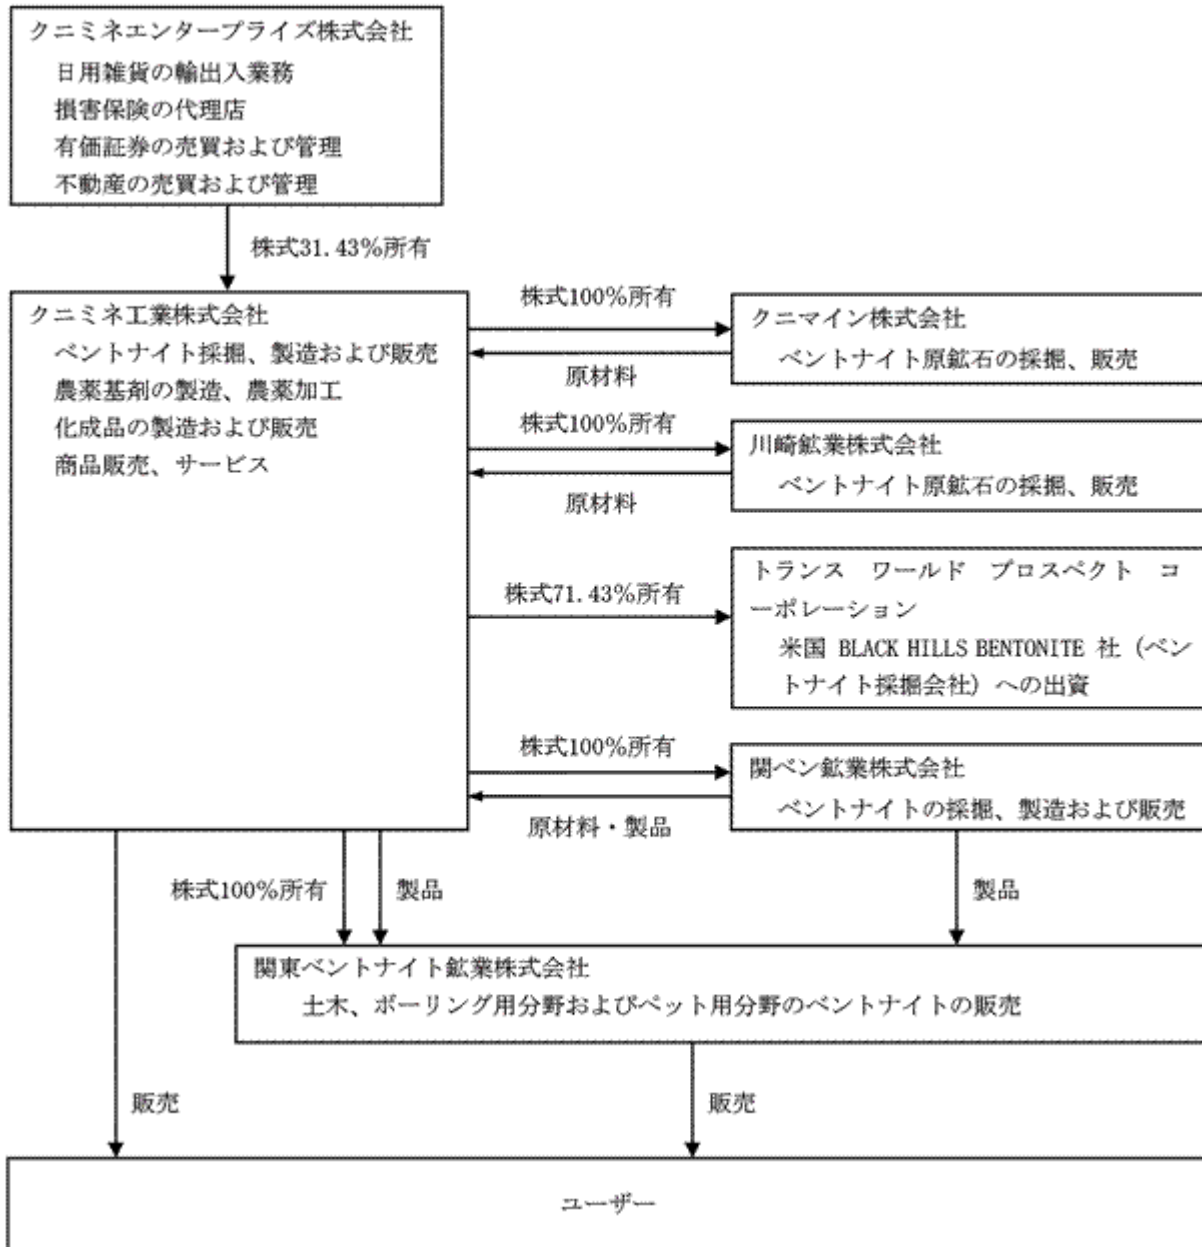 クニミネエンタープライズ株式会社
日用雑貨の輸出入業務
損害保険の代理店
有価証券の売買および管理
不動産の売買および管理
株式31.43%所有
クニミネ工業株式会社
ベントナイト採掘、製造および販売
農薬基剤の製造、農薬加工
化成品の製造および販売
商品販売、サービス
株式100%所有
原材料
クニマイン株式会社
ベントナイト原鉱石の採掘、販売
株式100%所有
原材料
川崎鉱業株式会社
ベントナイト原鉱石の採掘、販売
株式71.43%所有
トランス　ワールド　プロスペクト　コ
ーポレーション
米国 BLACK HILLS BENTONITE 社（ベン
トナイト採掘会社）への出資
株式100%所有
原材料・製品
関ベン鉱業株式会社
ベントナイトの採掘、製造および販売
株式100%所有
製品
製品
関東ベントナイト鉱業株式会社
土木、ボーリング用分野およびペット用分野のベントナイトの販売
販売
販売
ユーザー